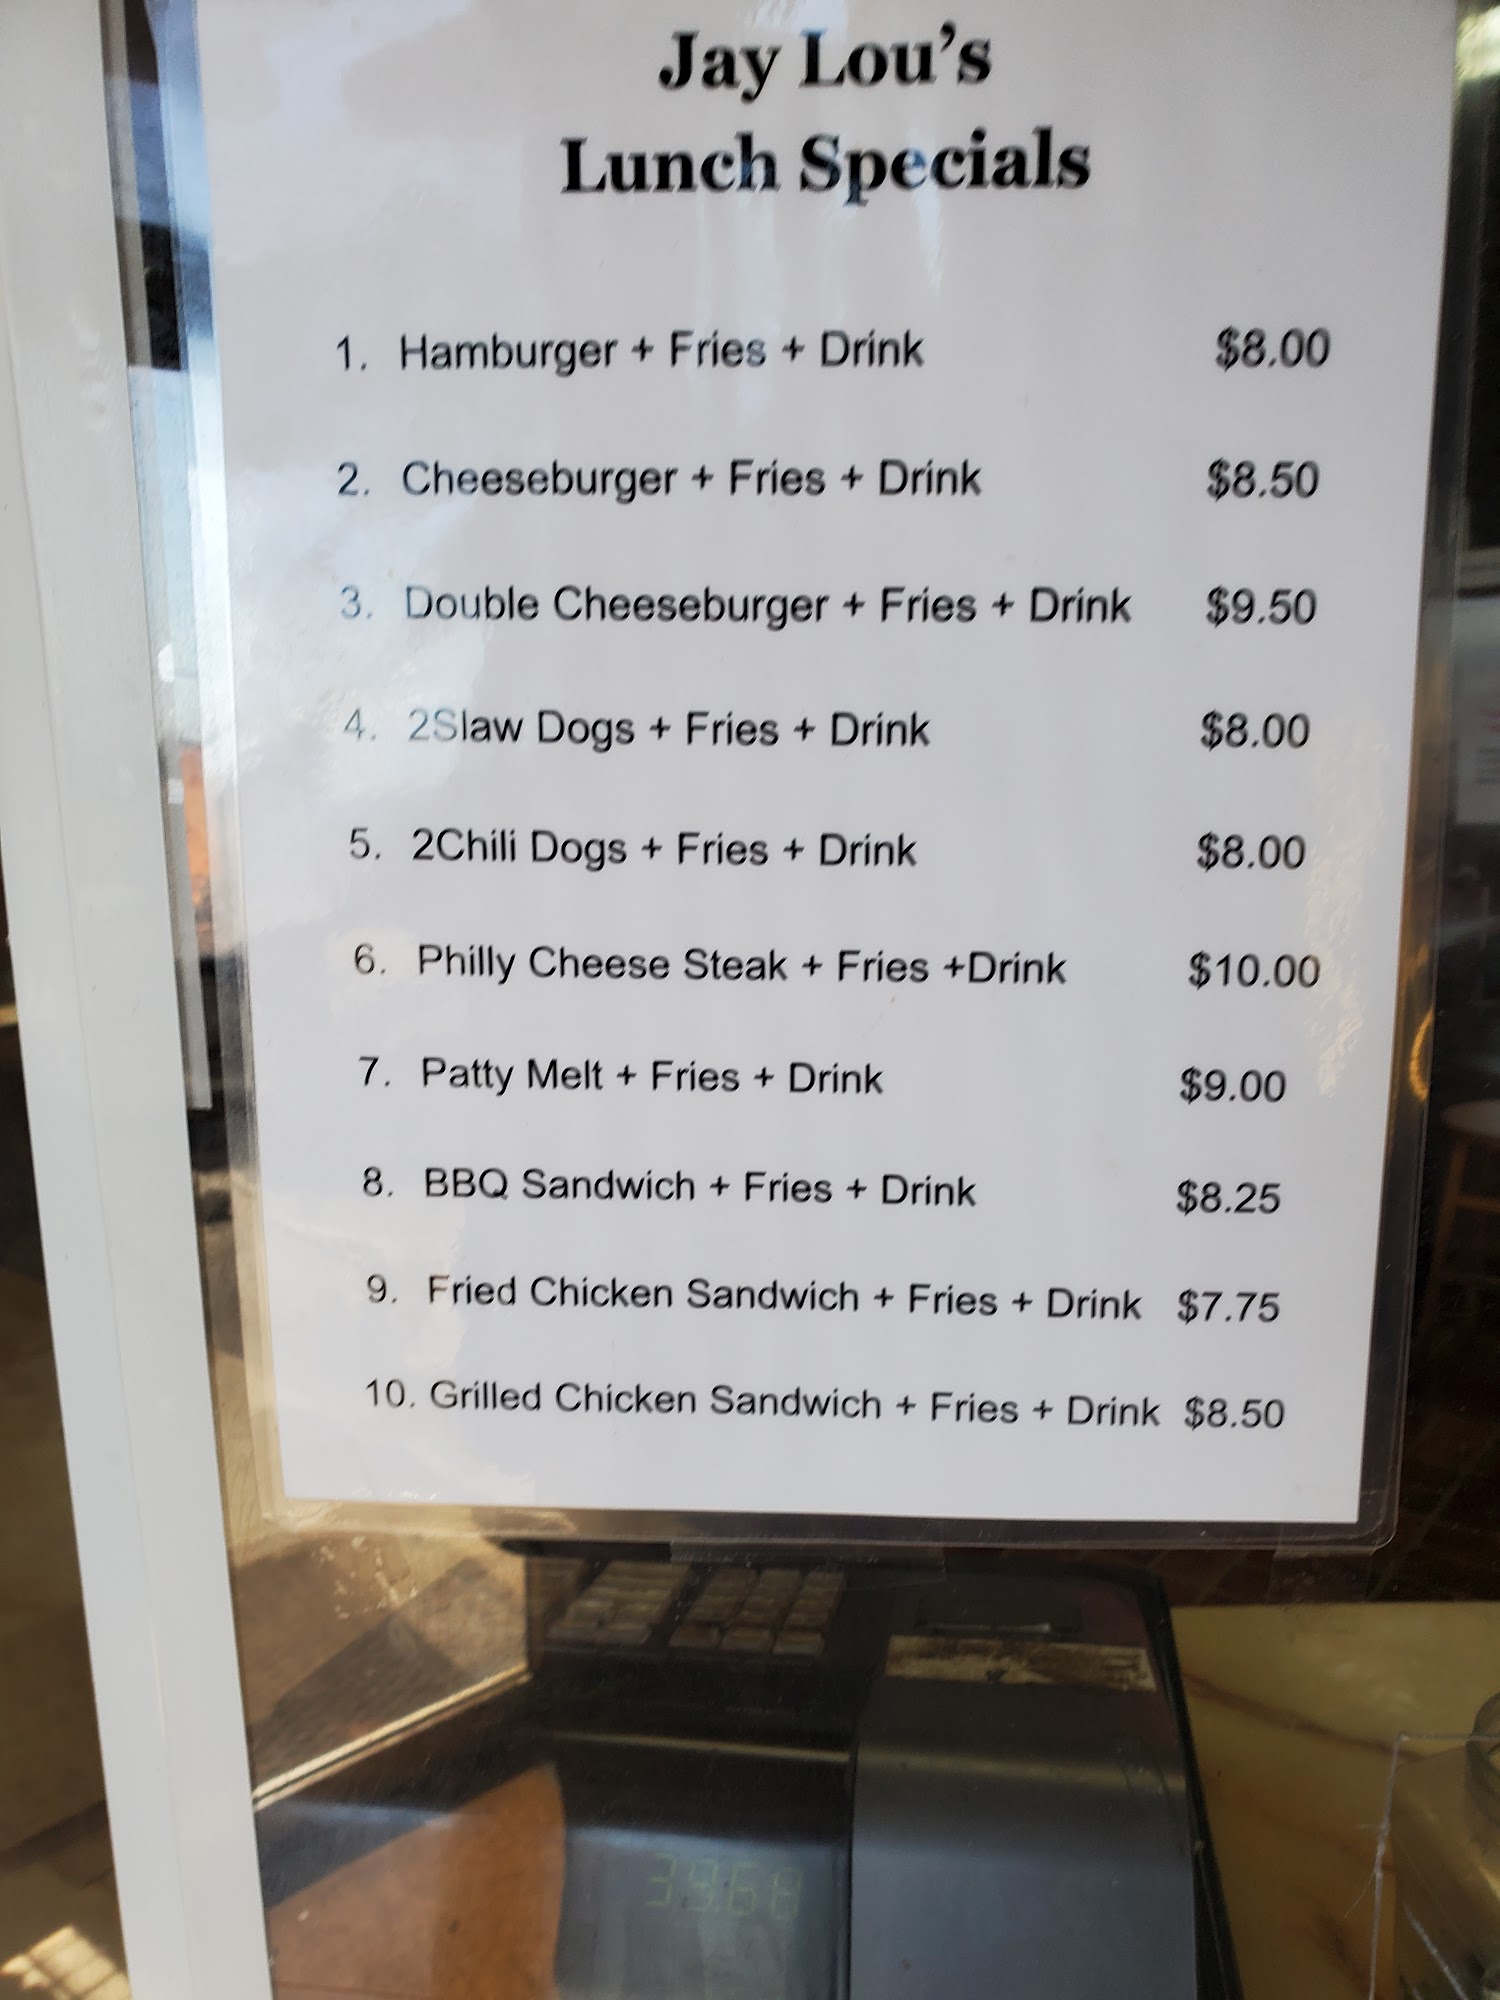 Jay Lou's
Lunch Specials
1. Hamburger + Fries + Drink $8.00
2. Cheeseburger + Fries + Drink $8.50
3. Double Cheeseburger + Fries + Drink $9.50
4. 2Slaw Dogs + Fries + Drink $8.00
5. 2Chili Dogs + Fries + Drink $8.00
6. Philly Cheese Steak + Fries +Drink $10.00
7. Patty Melt + Fries + Drink $9.00
8. BBQ Sandwich + Fries + Drink $8.25
9. Fried Chicken Sandwich + Fries + Drink $7.75
10. Grilled Chicken Sandwich + Fries + Drink $8.50